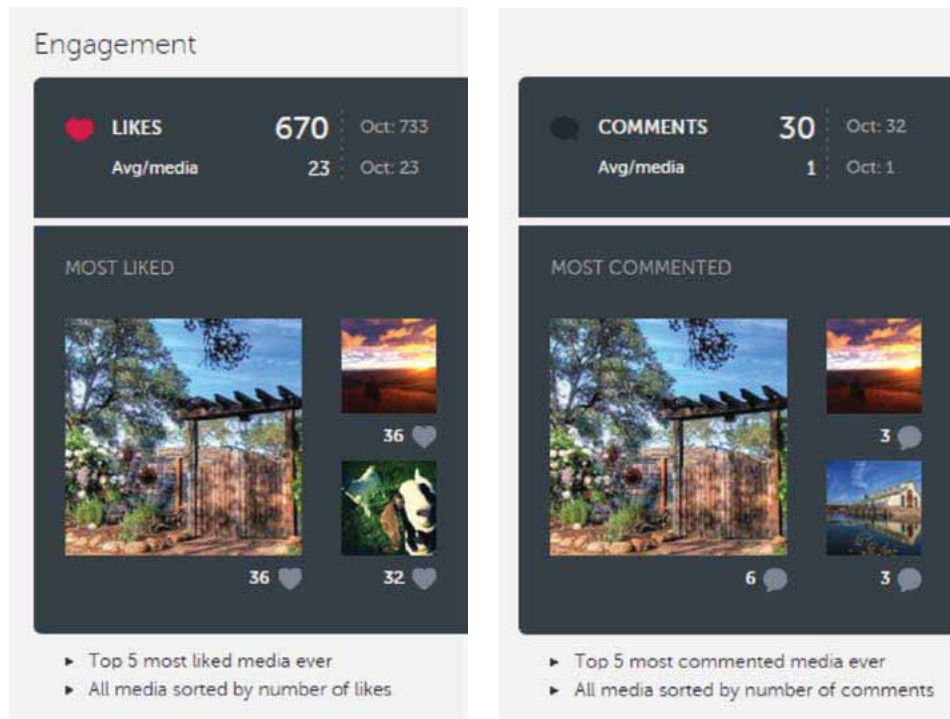 Engagement
LIKES 670 Oct: 733
Avg/media 23 Oct: 23
MOST LIKED
36
36 32
▸ Top 5 most liked media ever
▸ All media sorted by number of likes
COMMENTS 30 Oct: 32
Avg/media 1 Oct: 1
MOST COMMENTED
3
6 3
▸ Top 5 most commented media ever
▸ All media sorted by number of comments